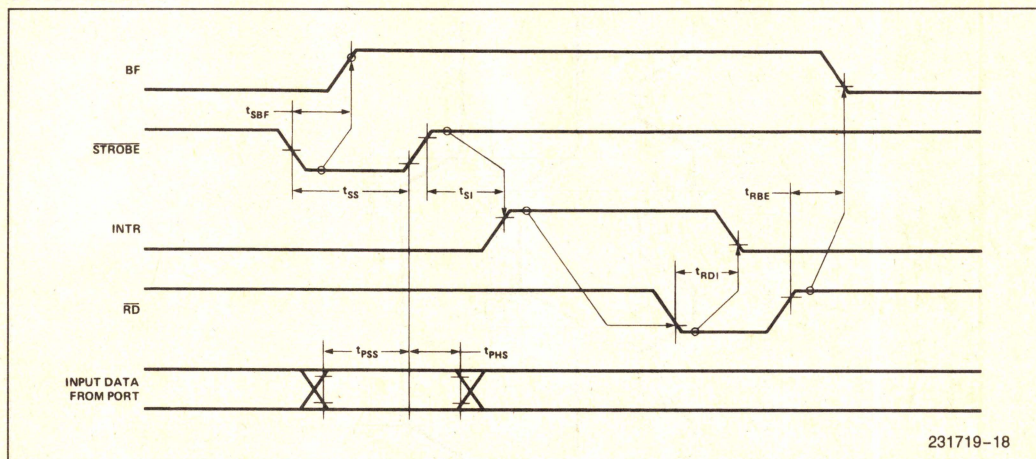 BF
tSBF
STROBE
tSS
tSI
tRBE
INTR
tRDI
RD
tPSS
tPHS
INPUT DATA
FROM PORT
231719-18